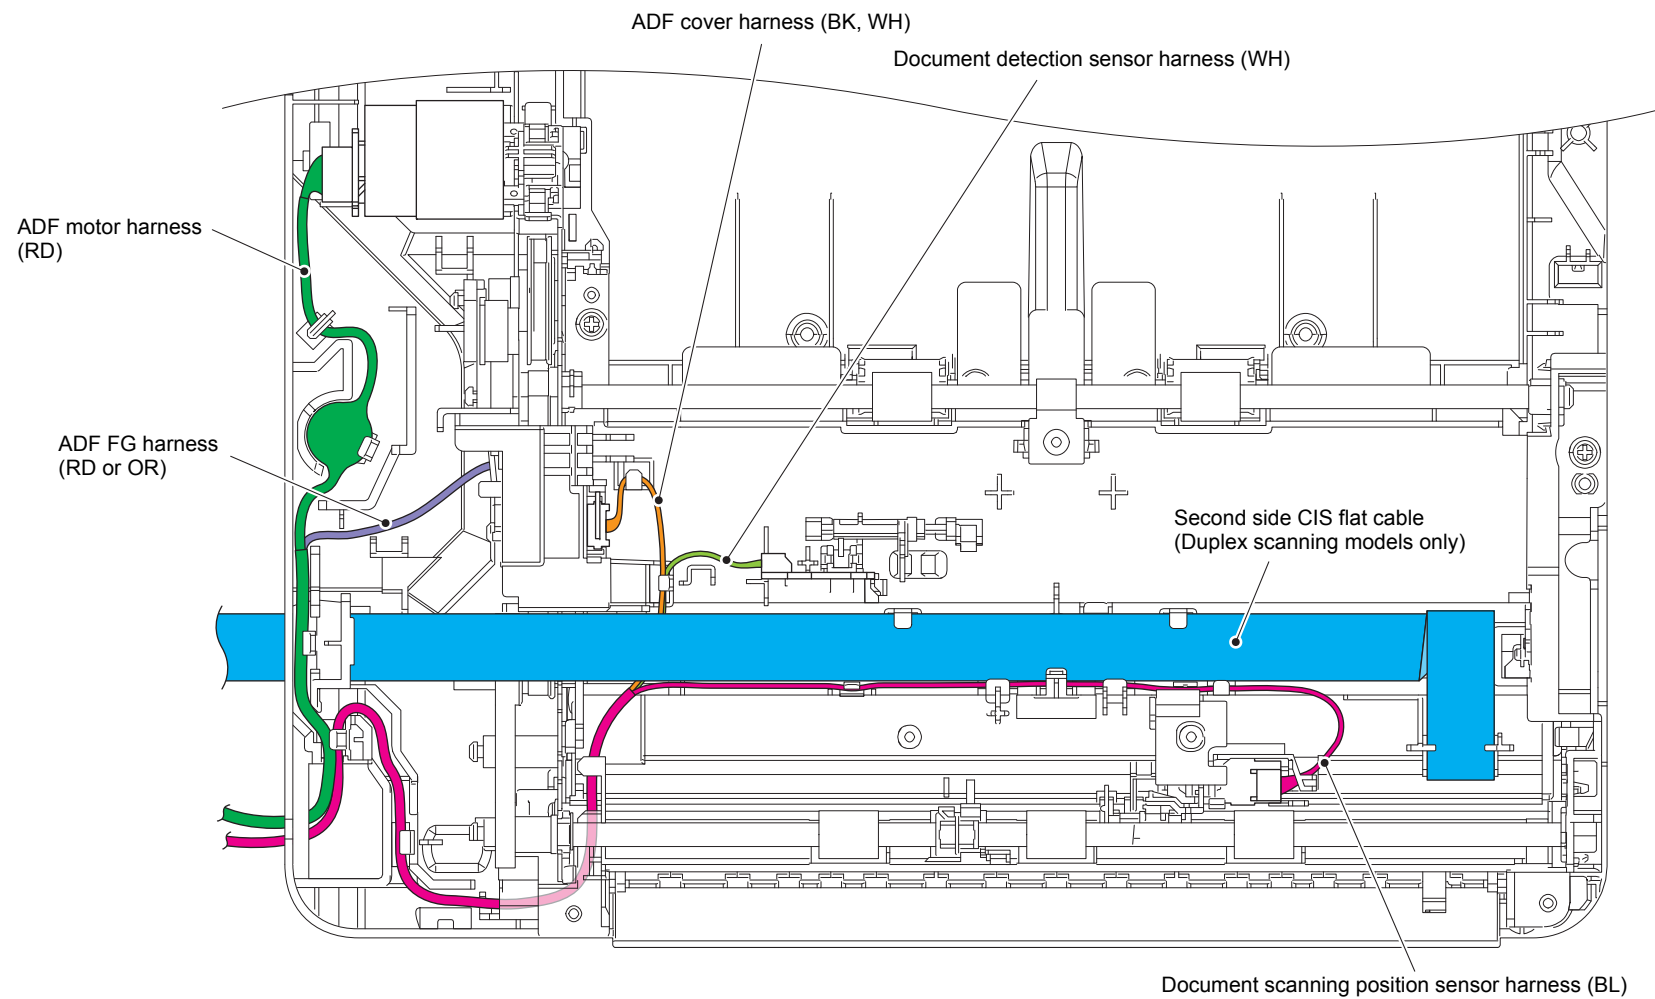 ADF cover harness (BK, WH)
Document detection sensor harness (WH)
ADF motor harness
(RD)
ADF FG harness
(RD or OR)
Second side CIS flat cable
(Duplex scanning models only)
Document scanning position sensor harness (BL)